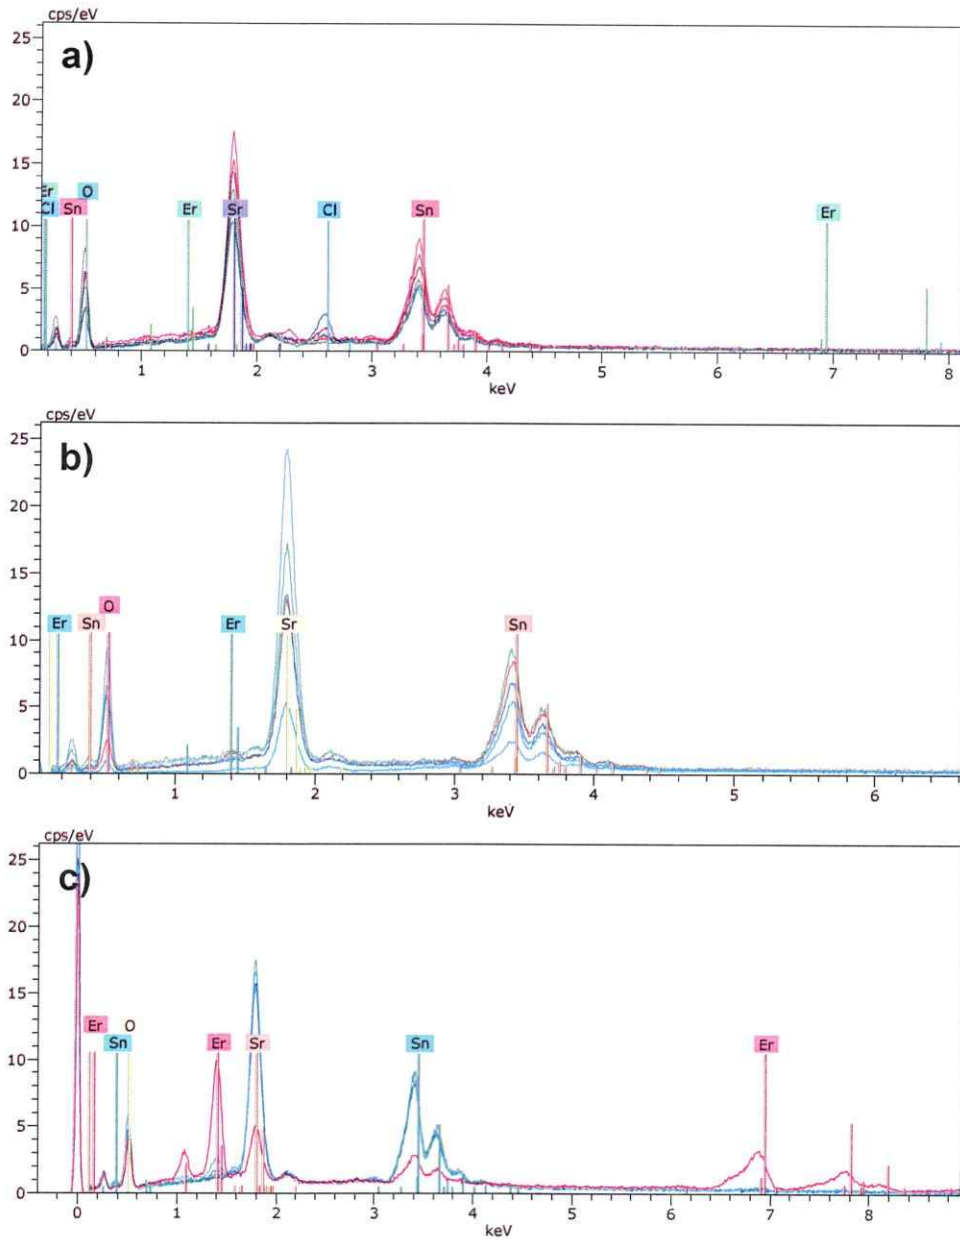 cps/eV
a)
25
20
15
10
5
0
Er
Cl Sn O Er Sr Cl Sn Er
1 2 3 4 5 6 7 8
keV
cps/eV
b)
25
20
15
10
5
0
O
Er Sn Er Sr Sn
1 2 3 4 5 6
keV
cps/eV
c)
25
20
15
10
5
0
Er O
Sn Er Sr Sn Er
0 1 2 3 4 5 6 7 8
keV